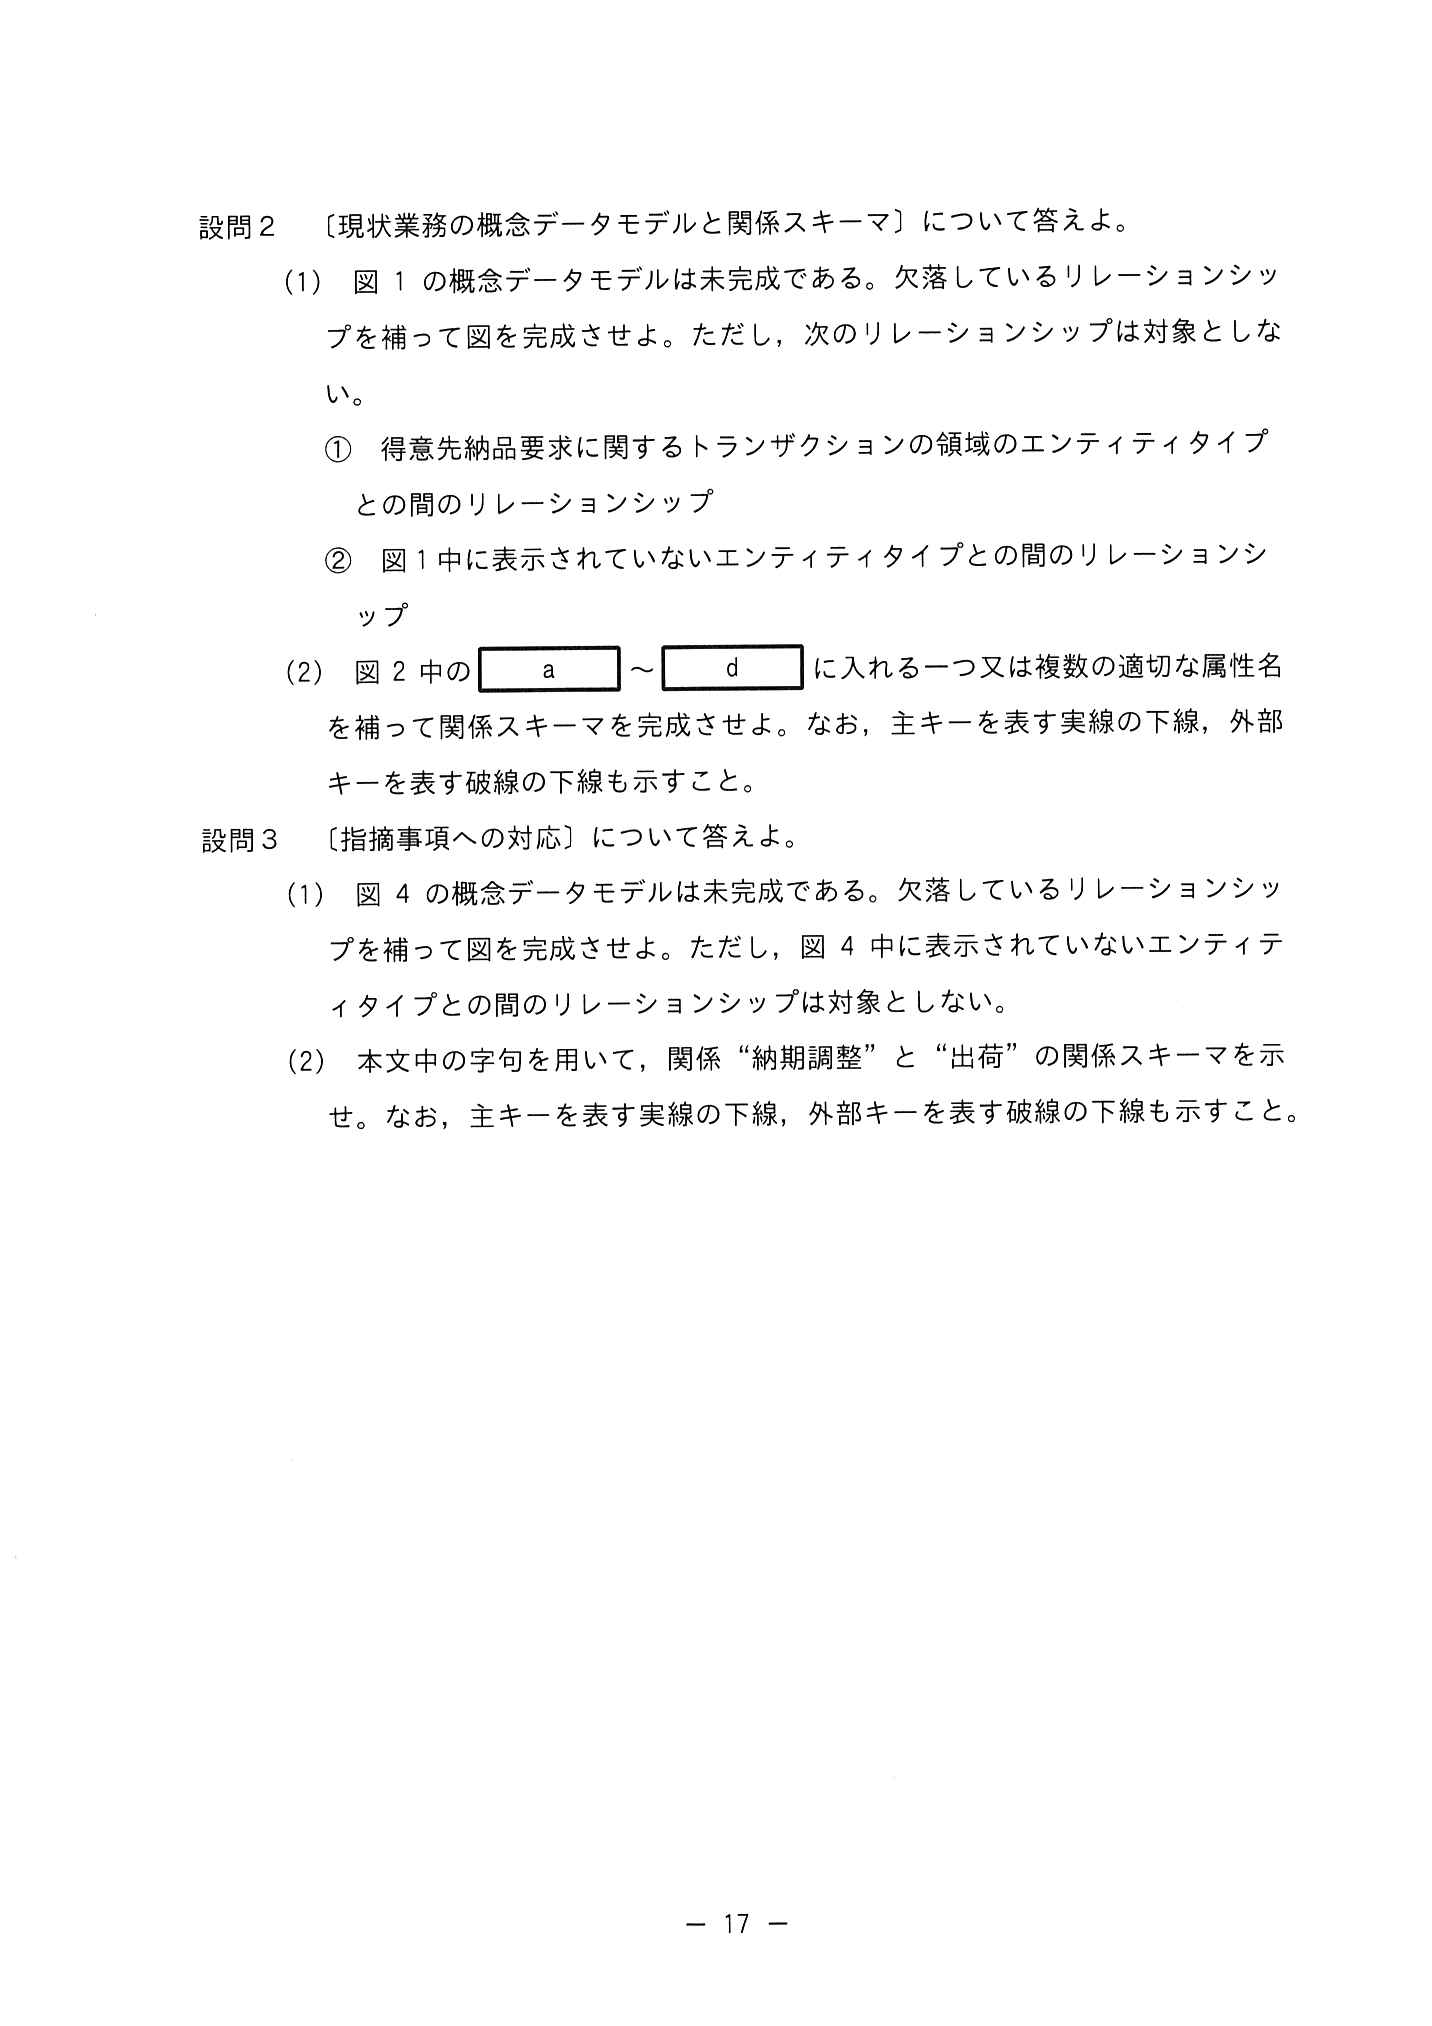 設問2　〔現状業務の概念データモデルと関係スキーマ〕について答えよ。
(1)　図 1 の概念データモデルは未完成である。欠落しているリレーションシッ
プを補って図を完成させよ。ただし，次のリレーションシップは対象としな
い。
①　得意先納品要求に関するトランザクションの領域のエンティティタイプ
との間のリレーションシップ
②　図1中に表示されていないエンティティタイプとの間のリレーションシ
ップ
(2)　図 2 中の a ～ d に入れる一つ又は複数の適切な属性名
を補って関係スキーマを完成させよ。なお，主キーを表す実線の下線，外部
キーを表す破線の下線も示すこと。
設問3　〔指摘事項への対応〕について答えよ。
(1)　図 4 の概念データモデルは未完成である。欠落しているリレーションシッ
プを補って図を完成させよ。ただし，図 4 中に表示されていないエンティテ
ィタイプとの間のリレーションシップは対象としない。
(2)　本文中の字句を用いて，関係“納期調整”と“出荷”の関係スキーマを示
せ。なお，主キーを表す実線の下線，外部キーを表す破線の下線も示すこと。
－ 17 －